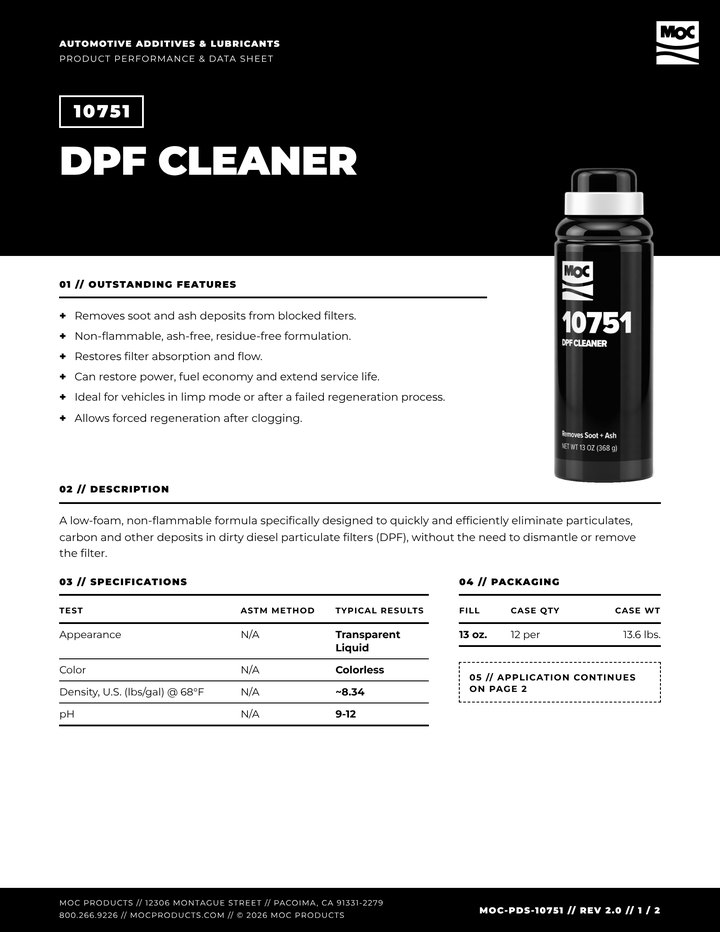 AUTOMOTIVE ADDITIVES & LUBRICANTS
PRODUCT PERFORMANCE & DATA SHEET
MOC
10751
DPF CLEANER
01 // OUTSTANDING FEATURES
+ Removes soot and ash deposits from blocked filters.
+ Non-flammable, ash-free, residue-free formulation.
+ Restores filter absorption and flow.
+ Can restore power, fuel economy and extend service life.
+ Ideal for vehicles in limp mode or after a failed regeneration process.
+ Allows forced regeneration after clogging.
MOC
10751
DPF CLEANER
Removes Soot + Ash
NET WT 13 OZ (368 g)
02 // DESCRIPTION
A low-foam, non-flammable formula specifically designed to quickly and efficiently eliminate particulates,
carbon and other deposits in dirty diesel particulate filters (DPF), without the need to dismantle or remove
the filter.
03 // SPECIFICATIONS
TEST ASTM METHOD TYPICAL RESULTS
Appearance N/A Transparent
Liquid
Color N/A Colorless
Density, U.S. (lbs/gal) @ 68°F N/A ~8.34
pH N/A 9-12
04 // PACKAGING
FILL CASE QTY CASE WT
13 oz. 12 per 13.6 lbs.
05 // APPLICATION CONTINUES
ON PAGE 2
MOC PRODUCTS // 12306 MONTAGUE STREET // PACOIMA, CA 91331-2279
800.266.9226 // MOCPRODUCTS.COM // © 2026 MOC PRODUCTS
MOC-PDS-10751 // REV 2.0 // 1 / 2